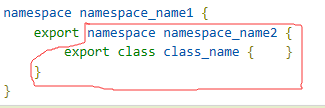 namespace namespace_name1 {
    export namespace namespace_name2 {
        export class class_name {    }
    }
}